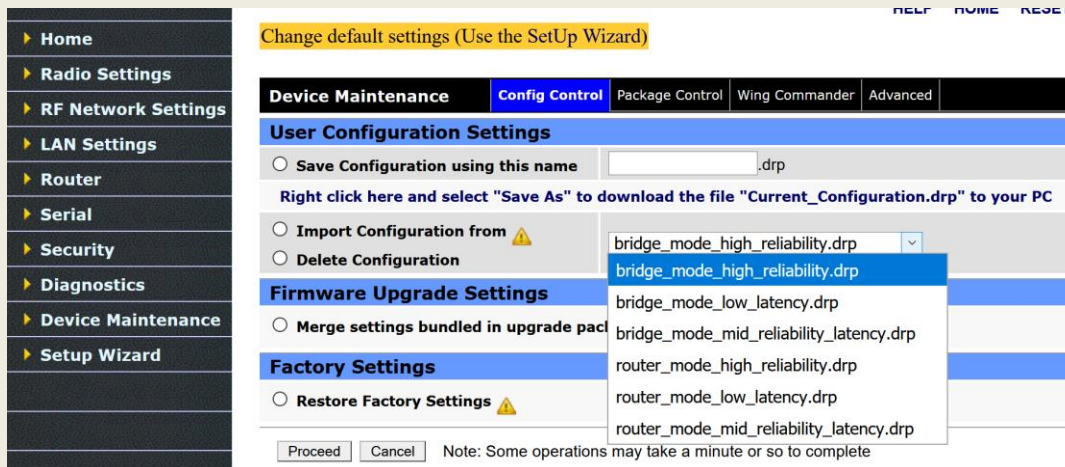 HELP HOME RESET
Home
Radio Settings
RF Network Settings
LAN Settings
Router
Serial
Security
Diagnostics
Device Maintenance
Setup Wizard
Change default settings (Use the SetUp Wizard)
Device Maintenance Config Control Package Control Wing Commander Advanced
User Configuration Settings
Save Configuration using this name .drp
Right click here and select "Save As" to download the file "Current_Configuration.drp" to your PC
Import Configuration from bridge_mode_high_reliability.drp
Delete Configuration
bridge_mode_high_reliability.drp
bridge_mode_low_latency.drp
bridge_mode_mid_reliability_latency.drp
router_mode_high_reliability.drp
router_mode_low_latency.drp
router_mode_mid_reliability_latency.drp
Firmware Upgrade Settings
Merge settings bundled in upgrade pac
Factory Settings
Restore Factory Settings
Proceed Cancel Note: Some operations may take a minute or so to complete